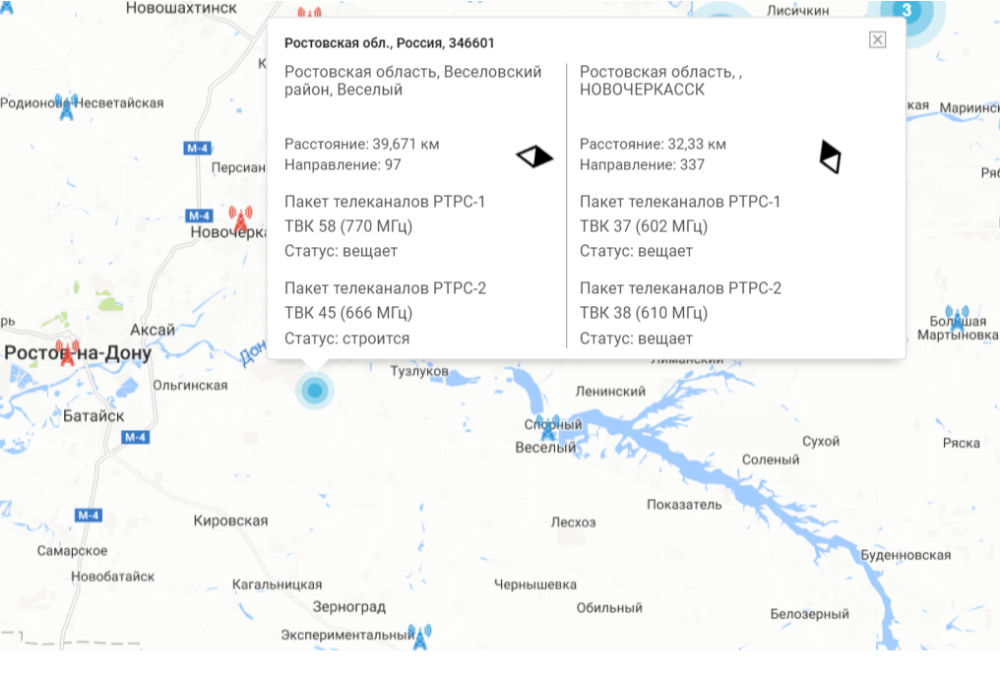 Новошахтинск
Лисичкин
3
Ростовская обл., Россия, 346601
Ростовская область, Веселовский
район, Веселый
Расстояние: 39,671 км
Направление: 97
Пакет телеканалов РТРС-1
ТВК 58 (770 МГц)
Статус: вещает
Пакет телеканалов РТРС-2
ТВК 45 (666 МГц)
Статус: строится
Ростовская область, ,
НОВОЧЕРКАССК
Расстояние: 32,33 км
Направление: 337
Пакет телеканалов РТРС-1
ТВК 37 (602 МГц)
Статус: вещает
Пакет телеканалов РТРС-2
ТВК 38 (610 МГц)
Статус: вещает
К
Родионово-Несветайская
кая
Мариинск
М-4
Персиан
Ряб
М-4
Новочерка
рь
Аксай
Большая
Мартыновка
Ростов-на-Дону
Дон
Лиманский
Тузлуков
Ольгинская
Ленинский
Батайск
М-4
Спорный
Веселый
Сухой
Ряска
Соленый
Показатель
М-4
Кировская
Лесхоз
Самарское
Буденновская
Новобатайск
Кагальницкая
Чернышевка
Зерноград
Обильный
Белозерный
Экспериментальный